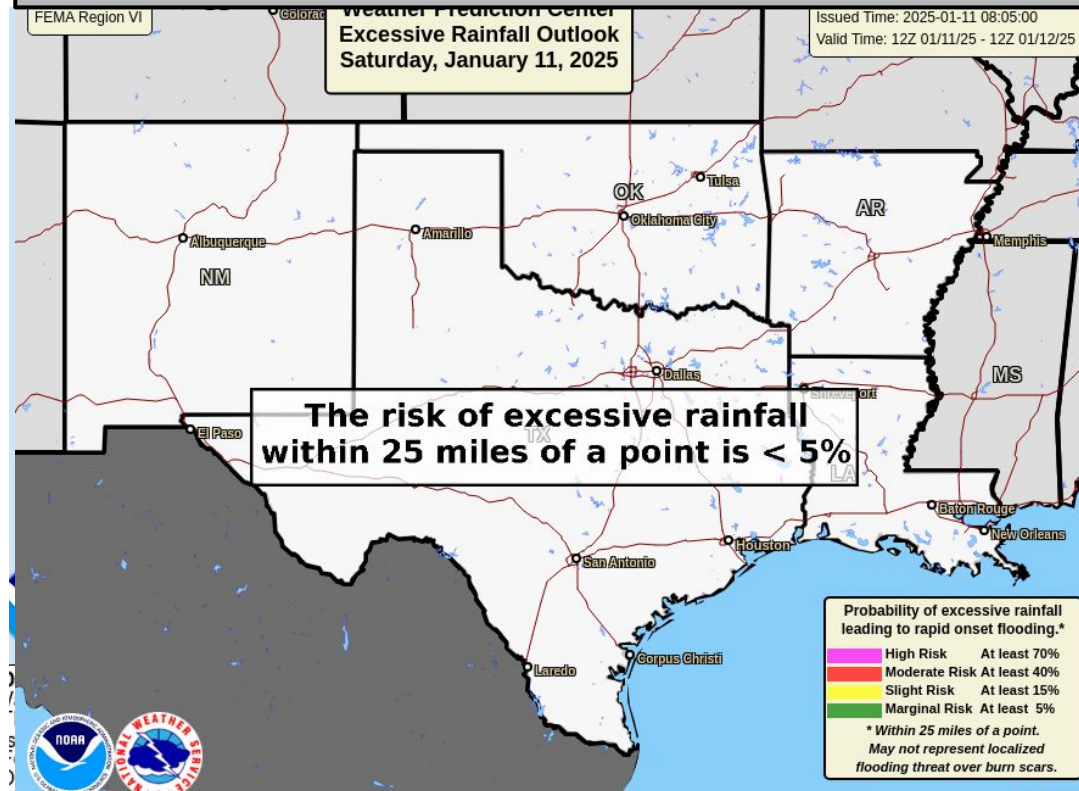 FEMA Region VI
Weather Prediction Center
Excessive Rainfall Outlook
Saturday, January 11, 2025
Issued Time: 2025-01-11 08:05:00
Valid Time: 12Z 01/11/25 - 12Z 01/12/25
OK
Tulsa
Oklahoma City
AR
Albuquerque
Amarillo
Memphis
NM
Dallas
MS
Shreveport
The risk of excessive rainfall
El Paso
TX
within 25 miles of a point is < 5%
LA
Baton Rouge
New Orleans
Houston
San Antonio
Laredo
Corpus Christi
Probability of excessive rainfall
leading to rapid onset flooding.*
High Risk At least 70%
Moderate Risk At least 40%
Slight Risk At least 15%
Marginal Risk At least 5%
* Within 25 miles of a point.
May not represent localized
flooding threat over burn scars.
NOAA
NATIONAL WEATHER SERVICE